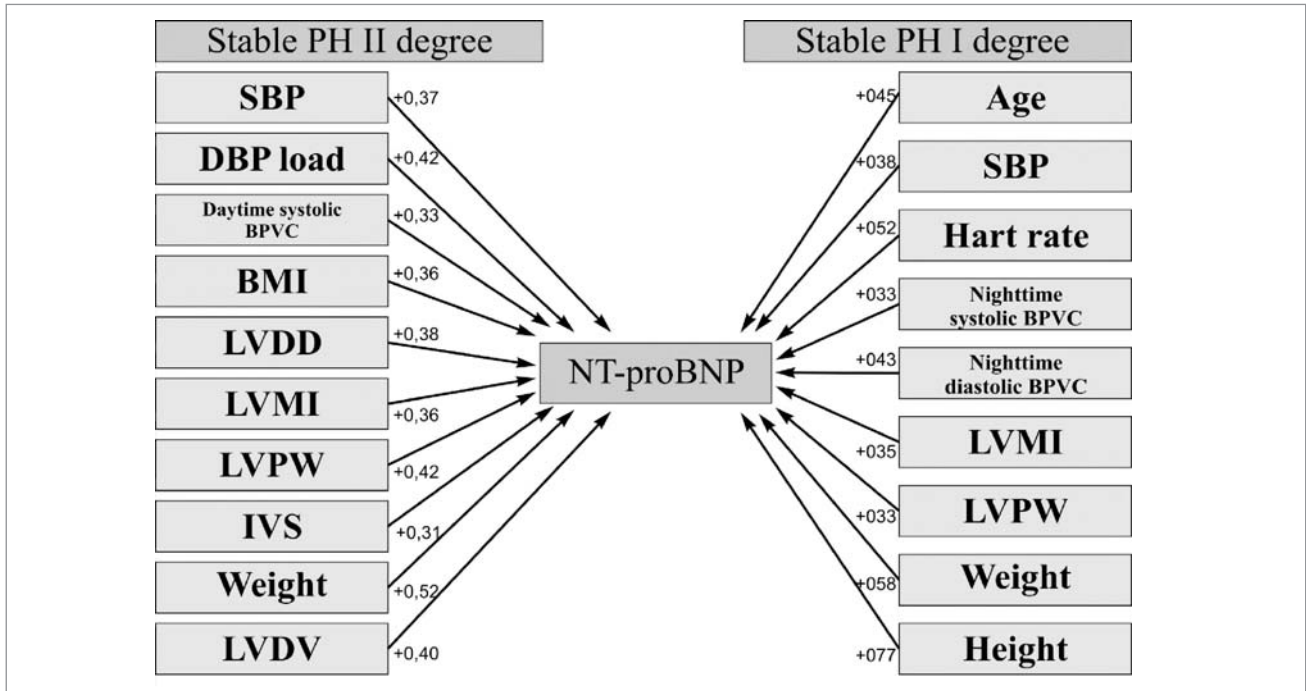 Stable PH II degree
SBP
+0,37
DBP load
+0,42
Daytime systolic
BPVC
+0,33
BMI
+0,36
LVDD
+0,38
LVMI
+0,36
LVPW
+0,42
IVS
+0,31
Weight
+0,52
LVDV
+0,40
NT-proBNP
Stable PH I degree
+045
Age
+038
SBP
+052
Hart rate
+033
Nighttime
systolic BPVC
+043
Nighttime
diastolic BPVC
+035
LVMI
+033
LVPW
+058
Weight
+077
Height